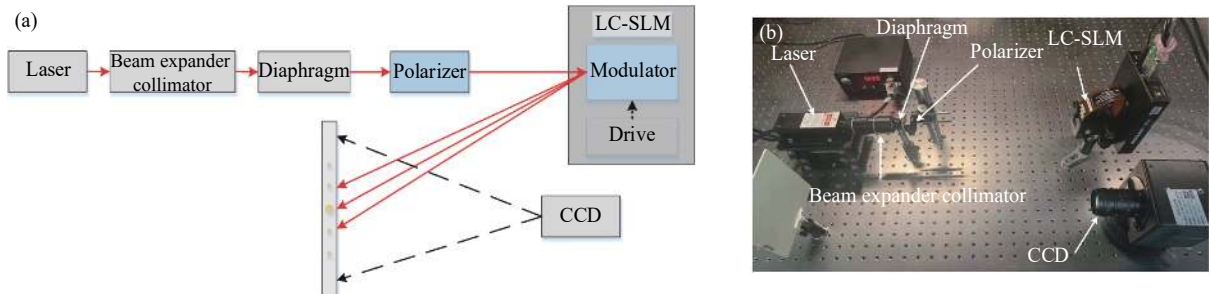 (a)
LC-SLM
Laser
Beam expander
collimator
Diaphragm
Polarizer
Modulator
Drive
CCD
(b)
Diaphragm
Laser
Polarizer
LC-SLM
Beam expander collimator
CCD